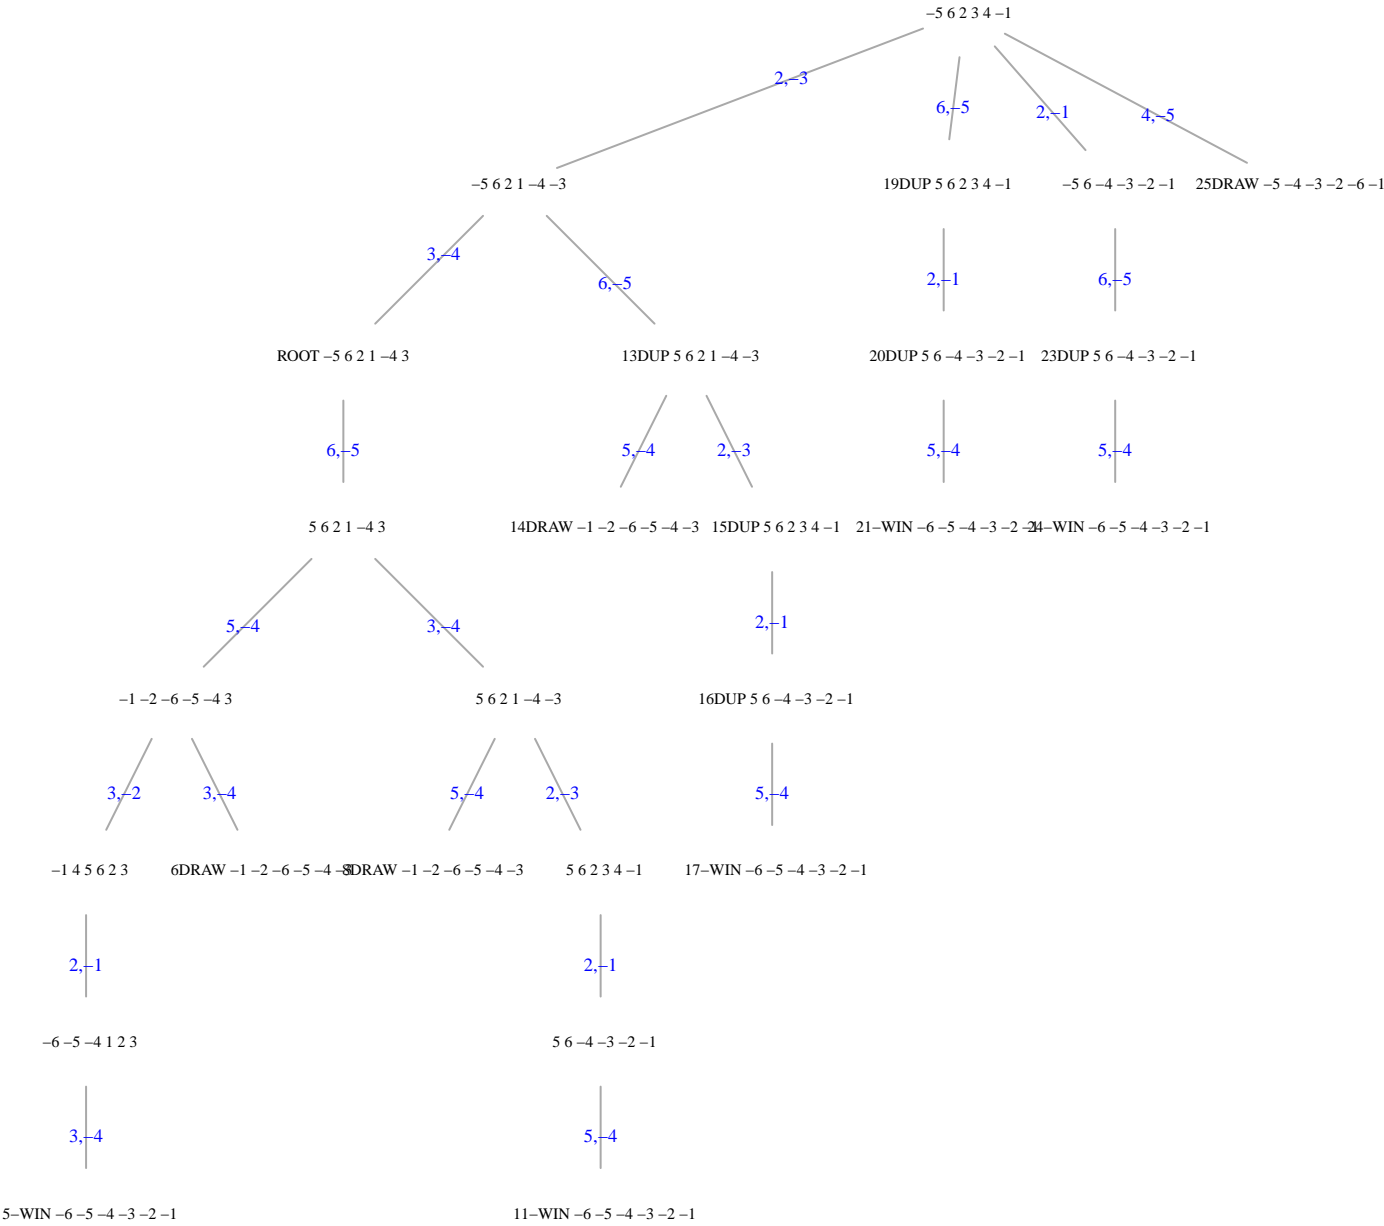 –5 6 2 3 4 –1
2,–3
6,–5
2,–1
4,–5
–5 6 2 1 –4 –3
19DUP 5 6 2 3 4 –1
–5 6 –4 –3 –2 –1
25DRAW –5 –4 –3 –2 –6 –1
3,–4
6,–5
2,–1
6,–5
ROOT –5 6 2 1 –4 3
13DUP 5 6 2 1 –4 –3
20DUP 5 6 –4 –3 –2 –1
23DUP 5 6 –4 –3 –2 –1
6,–5
5,–4
2,–3
5,–4
5,–4
5 6 2 1 –4 3
14DRAW –1 –2 –6 –5 –4 –3
15DUP 5 6 2 3 4 –1
21–WIN –6 –5 –4 –3 –2 –1
24–WIN –6 –5 –4 –3 –2 –1
5,–4
3,–4
2,–1
–1 –2 –6 –5 –4 3
5 6 2 1 –4 –3
16DUP 5 6 –4 –3 –2 –1
3,–2
3,–4
5,–4
2,–3
5,–4
–1 4 5 6 2 3
6DRAW –1 –2 –6 –5 –4 –3
8DRAW –1 –2 –6 –5 –4 –3
5 6 2 3 4 –1
17–WIN –6 –5 –4 –3 –2 –1
2,–1
2,–1
–6 –5 –4 1 2 3
5 6 –4 –3 –2 –1
3,–4
5,–4
5–WIN –6 –5 –4 –3 –2 –1
11–WIN –6 –5 –4 –3 –2 –1